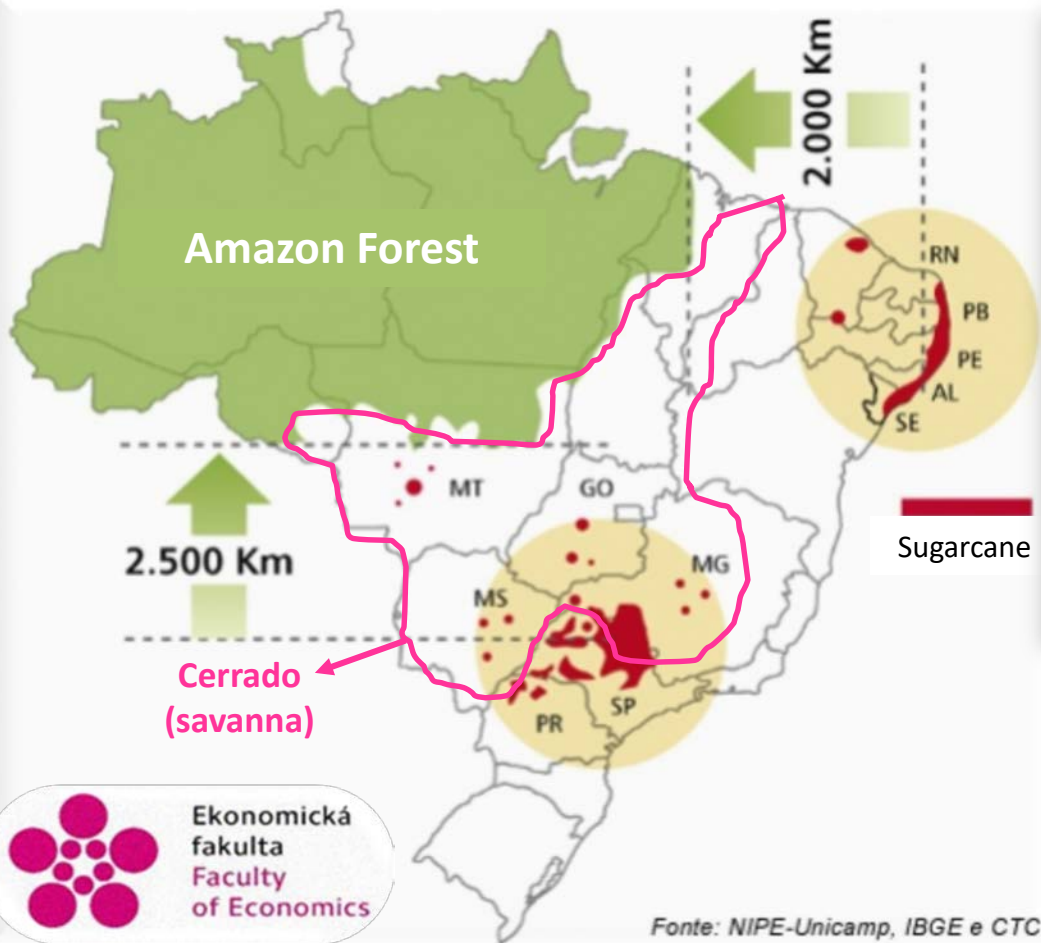 2.000 Km
Amazon Forest
RN
PB
PE
AL
SE
MT
GO
Sugarcane
2.500 Km
MG
MS
Cerrado
(savanna)
SP
PR
Ekonomická
fakulta
Faculty
of Economics
Fonte: NIPE-Unicamp, IBGE e CTC